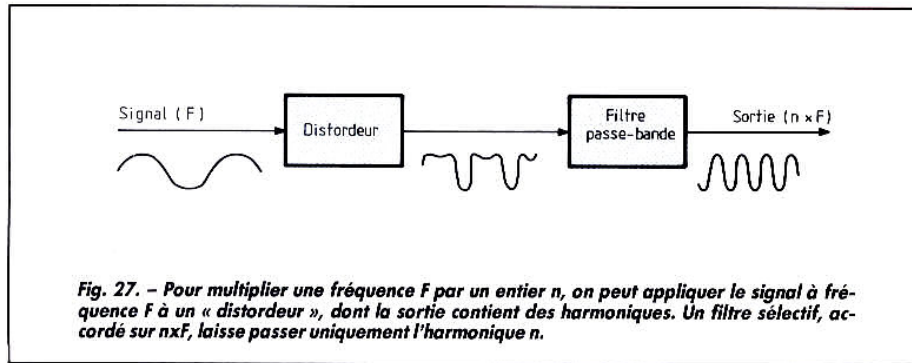 Signal (F)
Distordeur
Filtre
passe-bande
Sortie (n×F)
Fig. 27. – Pour multiplier une fréquence F par un entier n, on peut appliquer le signal à fré-
quence F à un « distordeur », dont la sortie contient des harmoniques. Un filtre sélectif, ac-
cordé sur nxF, laisse passer uniquement l'harmonique n.